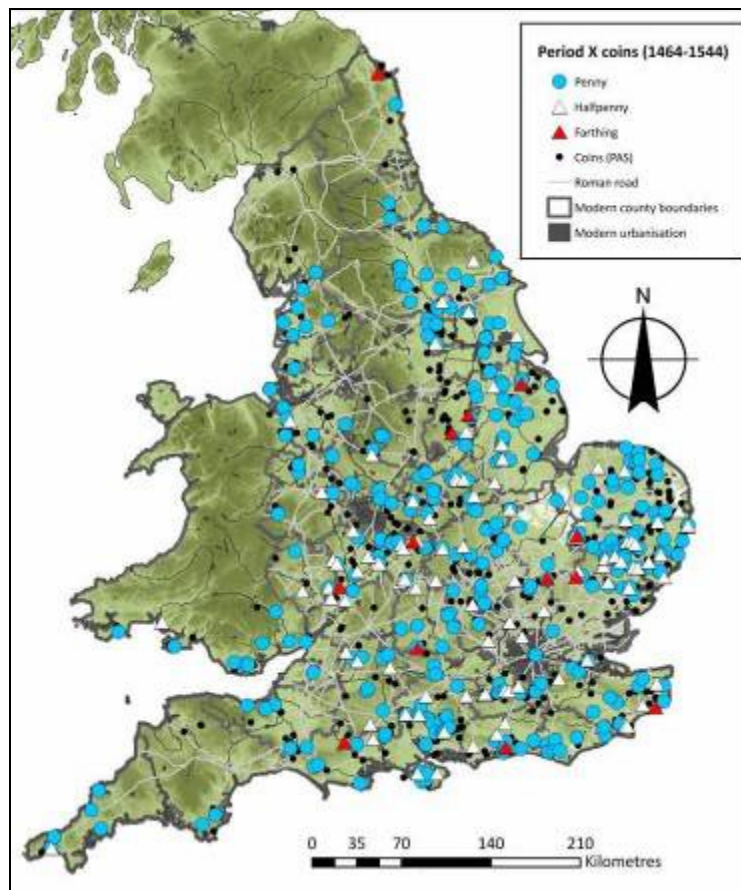 Period X coins (1464-1544)
Penny
Halfpenny
Farthing
Coins (PAS)
Roman road
Modern county boundaries
Modern urbanisation
N
0 35 70 140 210
Kilometres